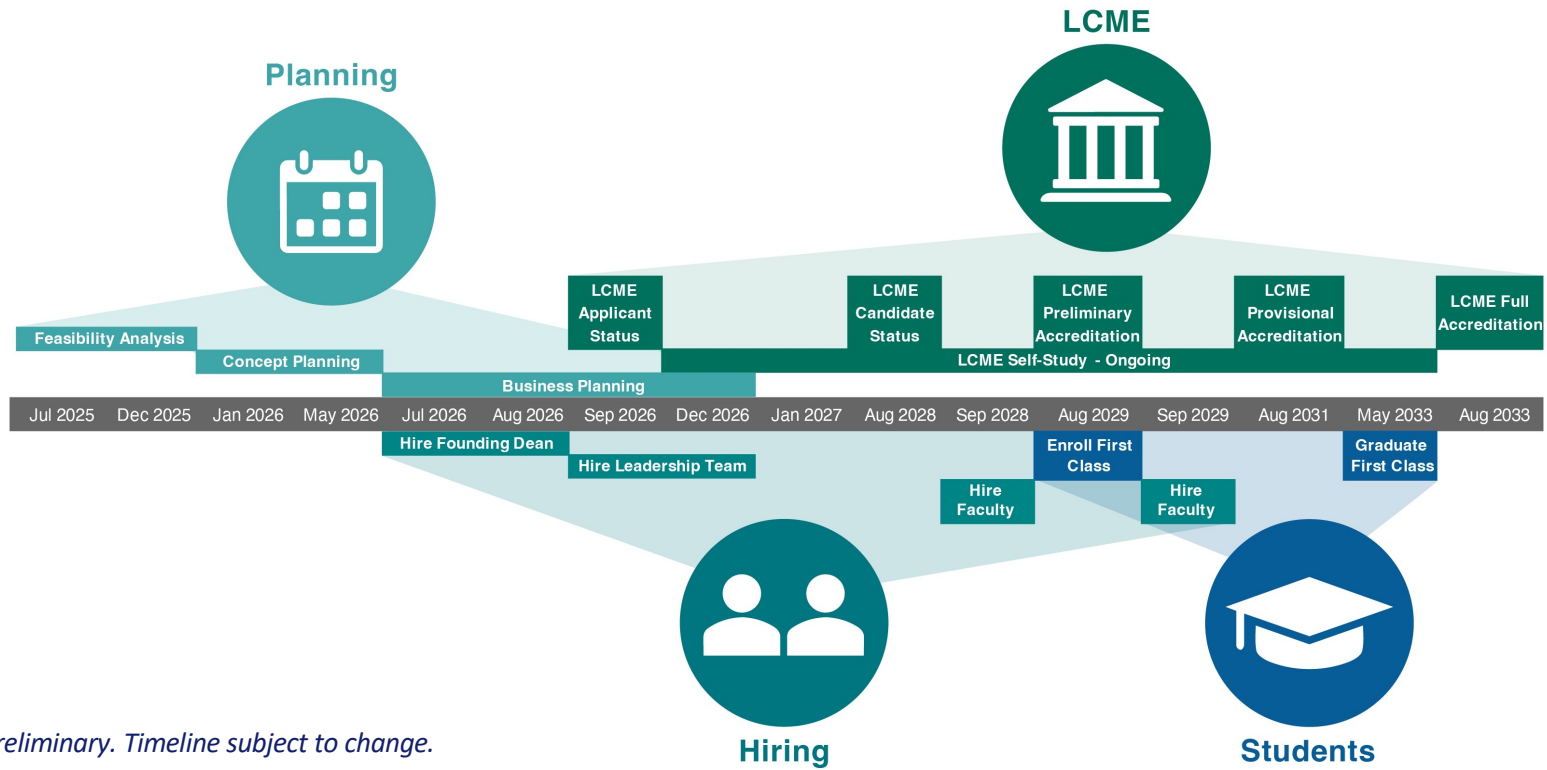 LCME
Planning
LCME
Applicant
Status
LCME
Candidate
Status
LCME
Preliminary
Accreditation
LCME
Provisional
Accreditation
LCME Full
Accreditation
Feasibility Analysis
Concept Planning
LCME Self-Study - Ongoing
Business Planning
Jul 2025 Dec 2025 Jan 2026 May 2026 Jul 2026 Aug 2026 Sep 2026 Dec 2026 Jan 2027 Aug 2028 Sep 2028 Aug 2029 Sep 2029 Aug 2031 May 2033 Aug 2033
Hire Founding Dean
Hire Leadership Team
Enroll First
Class
Graduate
First Class
Hire
Faculty
Hire
Faculty
reliminary. Timeline subject to change.
Hiring
Students